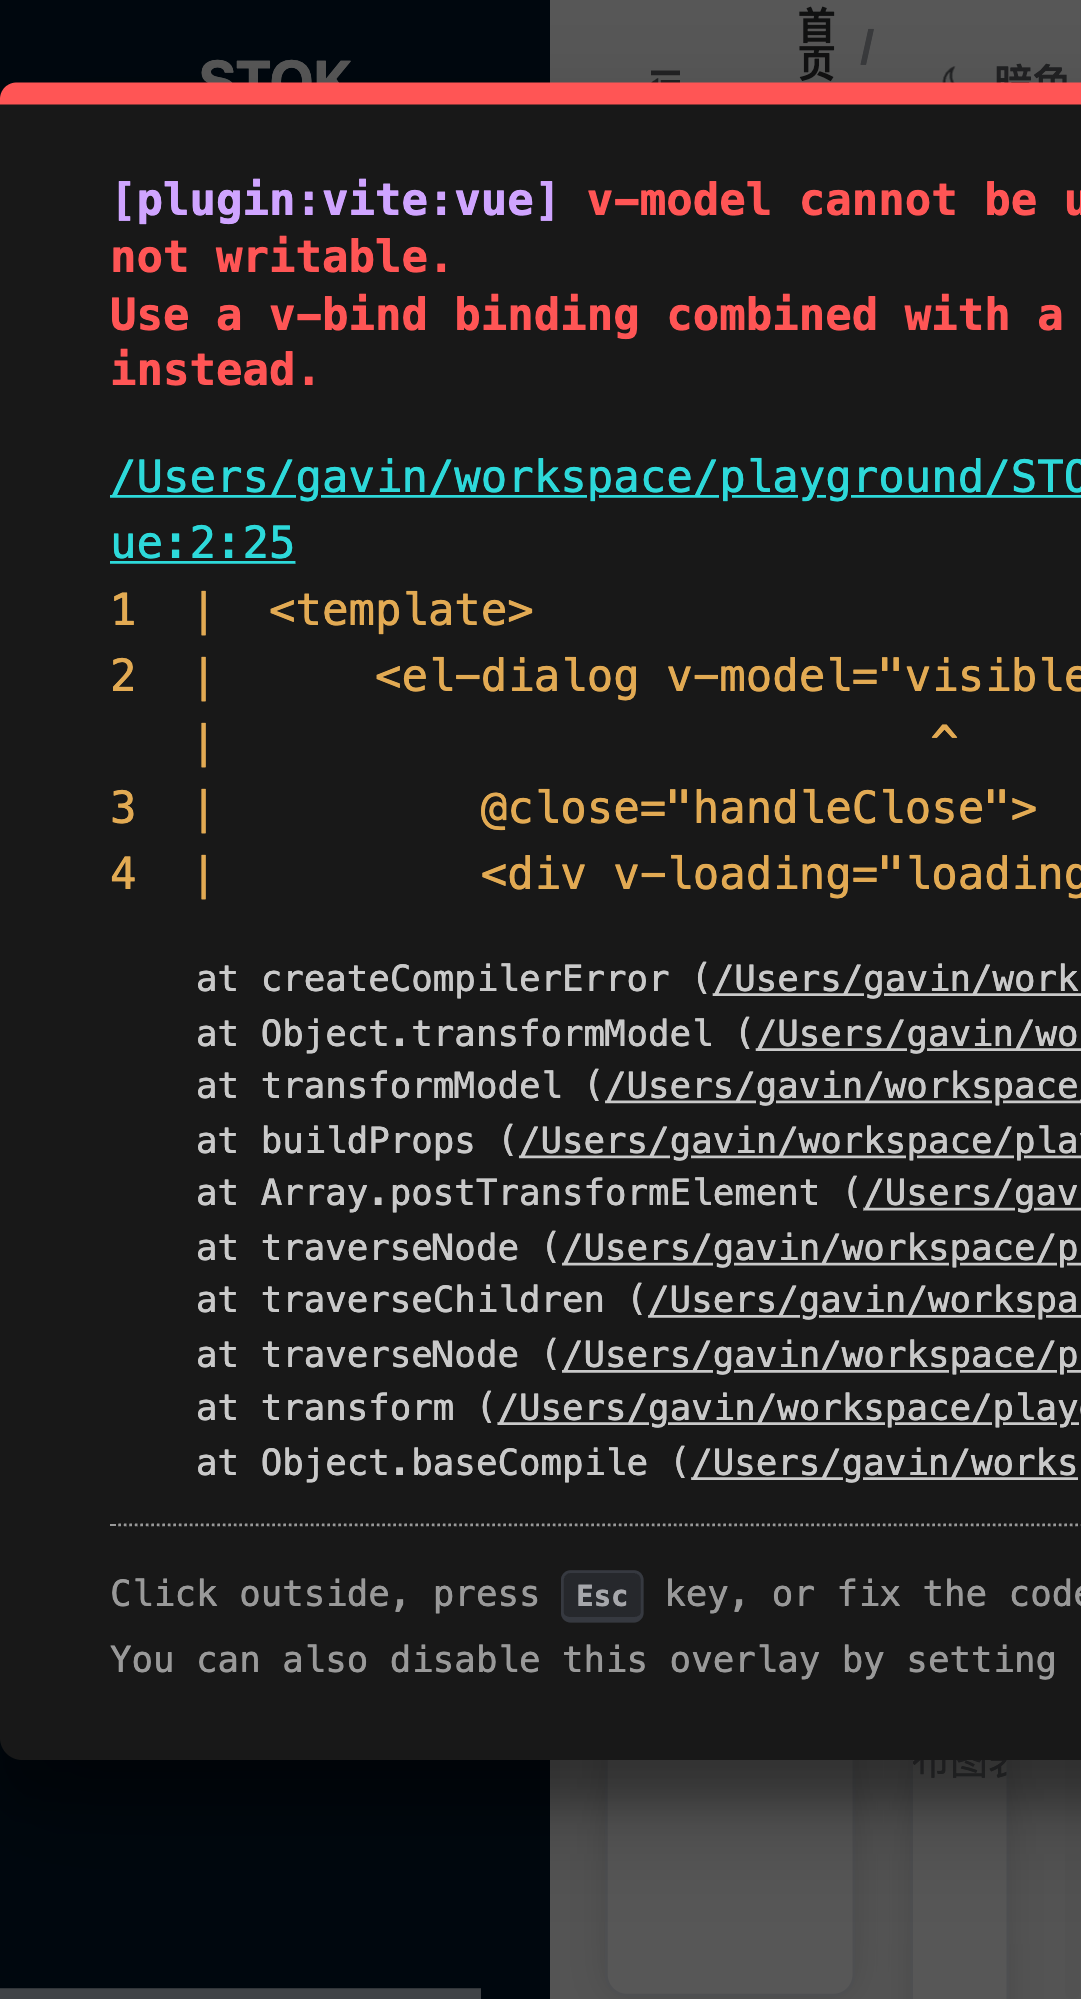 STOK
首
页
/
暗色
[plugin:vite:vue] v-model cannot be u
not writable.
Use a v-bind binding combined with a
instead.
/Users/gavin/workspace/playground/STO
ue:2:25
1 | <template>
2 | <el-dialog v-model="visible
| ^
3 | @close="handleClose">
4 | <div v-loading="loading
at createCompilerError (/Users/gavin/work
at Object.transformModel (/Users/gavin/wo
at transformModel (/Users/gavin/workspace
at buildProps (/Users/gavin/workspace/pla
at Array.postTransformElement (/Users/gav
at traverseNode (/Users/gavin/workspace/p
at traverseChildren (/Users/gavin/workspa
at traverseNode (/Users/gavin/workspace/p
at transform (/Users/gavin/workspace/play
at Object.baseCompile (/Users/gavin/works
Click outside, press Esc key, or fix the code
You can also disable this overlay by setting
布图表